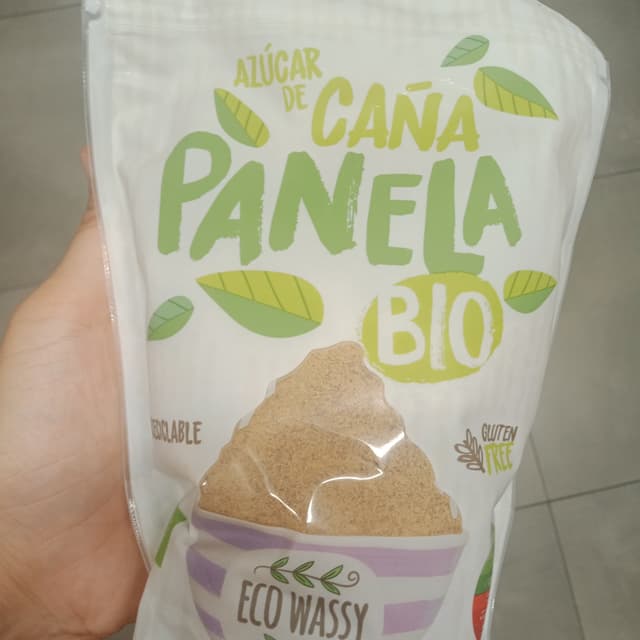 AZÚCAR
DE CAÑA
PANELA
BIO
GLUTEN
FREE
ECO WASSY